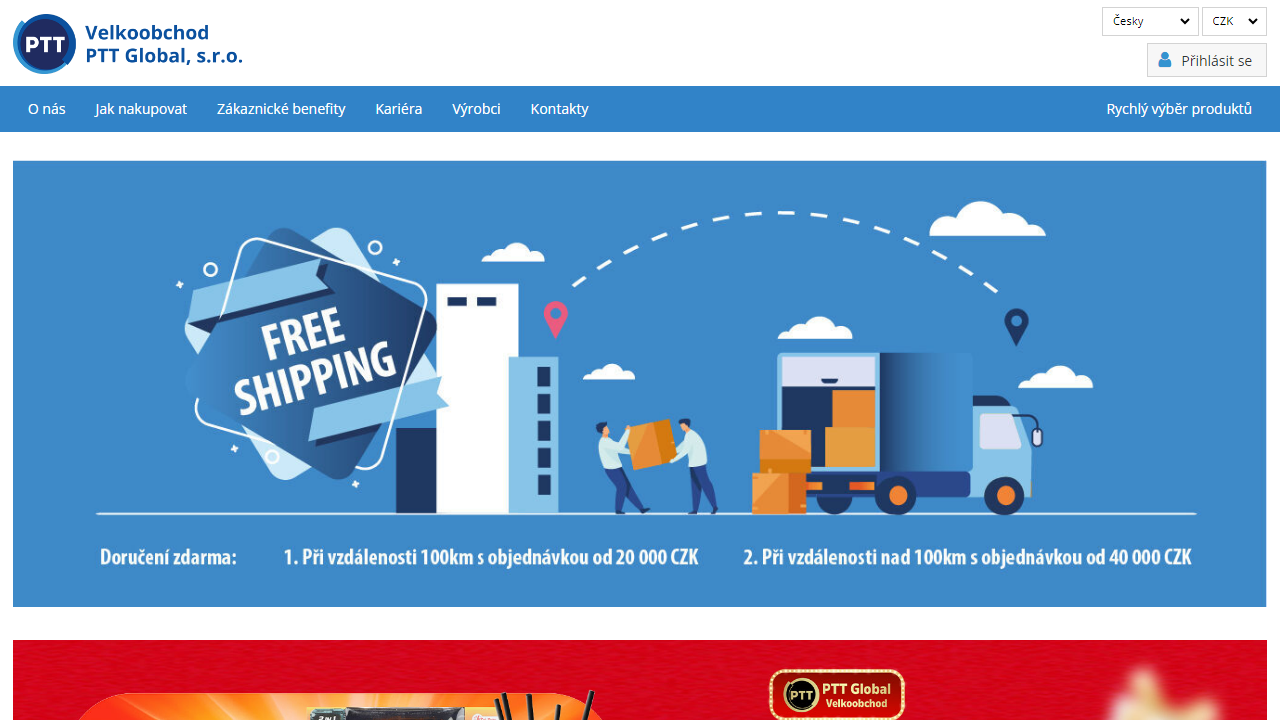 PTT
Velkoobchod
PTT Global, s.r.o.
Česky
CZK
Přihlásit se
O nás
Jak nakupovat
Zákaznické benefity
Kariéra
Výrobci
Kontakty
Rychlý výběr produktů
FREE
SHIPPING
Doručení zdarma:
1. Při vzdálenosti 100km s objednávkou od 20 000 CZK
2. Při vzdálenosti nad 100km s objednávkou od 40 000 CZK
PTT
PTT Global
Velkoobchod